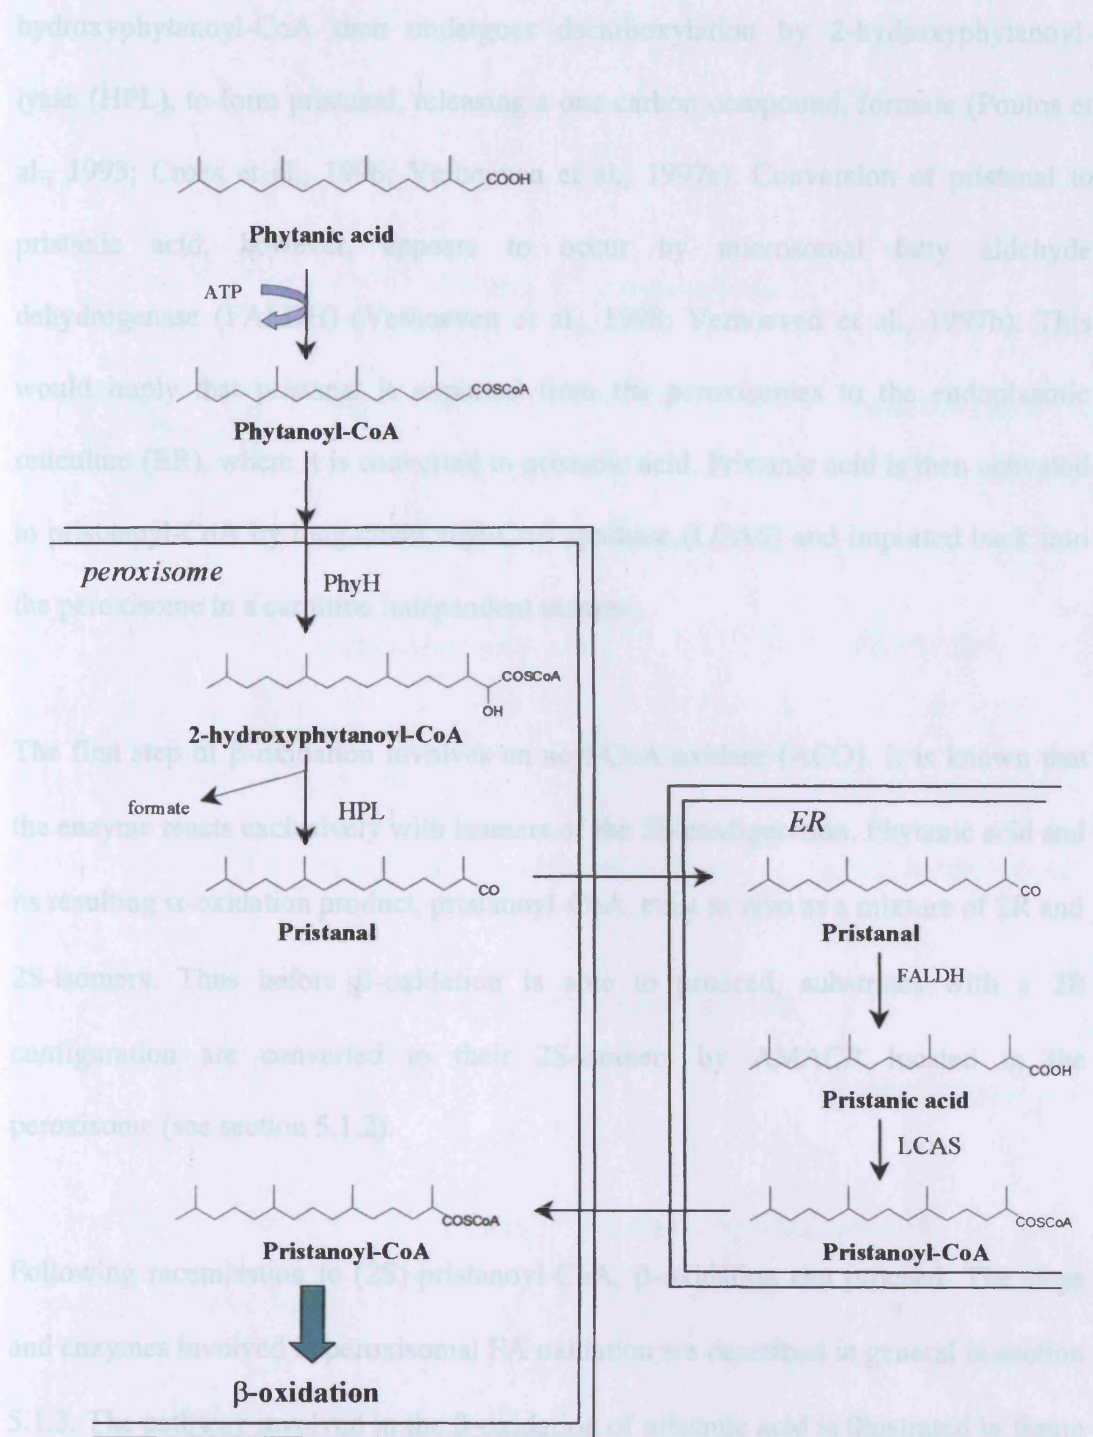 hydroxyphytanoyl-CoA then undergoes decarboxylation by 2-hydroxyphytanoyl-
lyase (HPL), to form pristanal, releasing a one carbon compound, formate (Poulos et
al., 1993; Croes et al., 1996; Verhoeven et al., 1997a). Conversion of pristanal to
pristanic acid, however, appears to occur by microsomal fatty aldehyde
dehydrogenase (FALDH) (Verhoeven et al., 1998; Verhoeven et al., 1997b). This
would imply that pristanal is exported from the peroxisomes to the endoplasmic
reticulum (ER), where it is converted to pristanic acid. Pristanic acid is then activated
to pristanoyl-CoA by long-chain acyl-CoA synthase (LCAS) and imported back into
the peroxisome in a carnitine independent manner.
The first step of β-oxidation involves an acyl-CoA oxidase (ACO). It is known that
the enzyme reacts exclusively with isomers of the 2S-configuration. Phytanic acid and
its resulting α-oxidation product, pristanoyl-CoA, exist in vivo as a mixture of 2R and
2S-isomers. Thus before β-oxidation is able to proceed, substrates with a 2R
configuration are converted to their 2S-isomers by AMACR located in the
peroxisome (see section 5.1.2).
Following racemization to (2S)-pristanoyl-CoA, β-oxidation can proceed. The steps
and enzymes involved in peroxisomal FA oxidation are described in general in section
5.1.3. The pathway involved in the β-oxidation of pristanic acid is illustrated in figure
COOH
Phytanic acid
ATP
COSCoA
Phytanoyl-CoA
peroxisome
PhyH
COSCoA
OH
2-hydroxyphytanoyl-CoA
formate
HPL
CO
Pristanal
ER
CO
Pristanal
FALDH
COOH
Pristanic acid
LCAS
COSCoA
Pristanoyl-CoA
COSCoA
Pristanoyl-CoA
β-oxidation